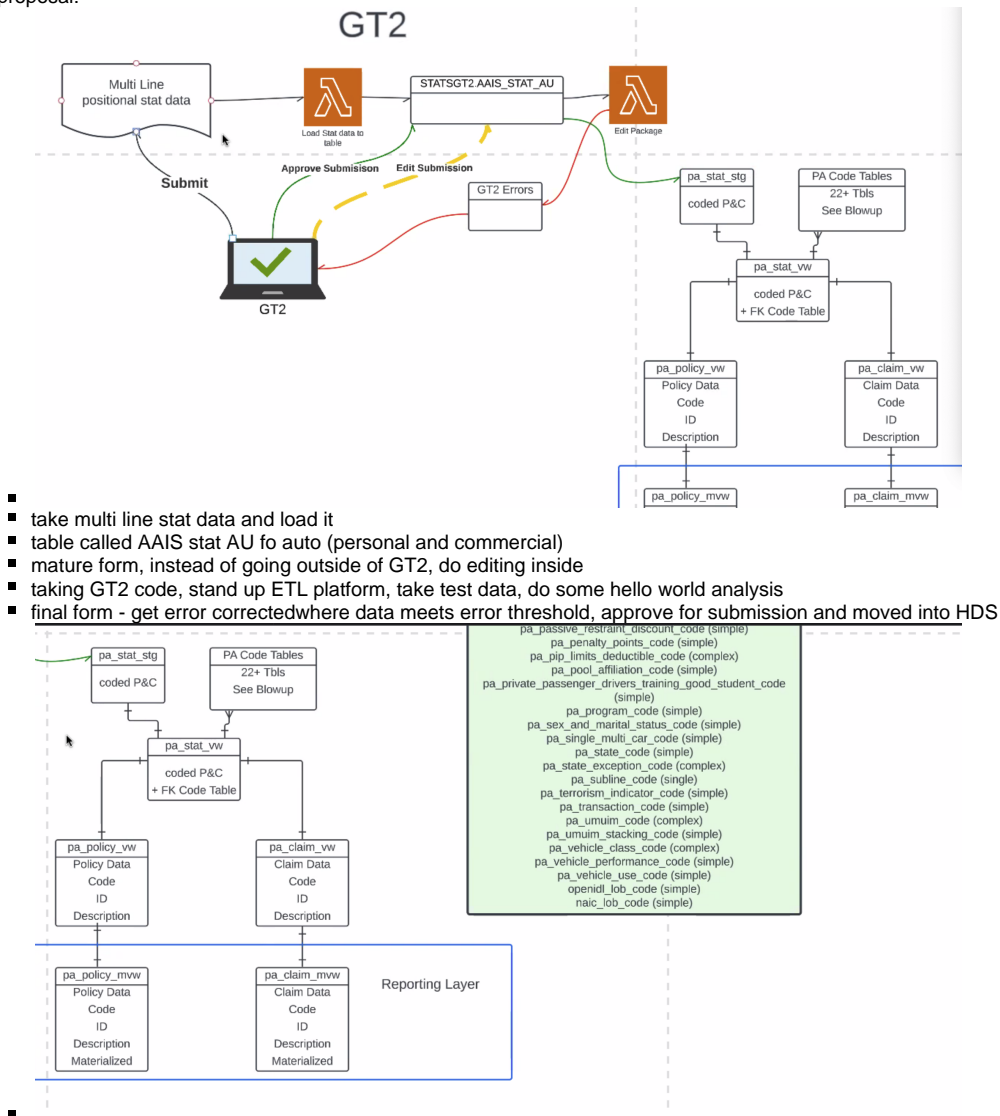 proposal.
GT2
Multi Line
positional stat data
Load Stat data to
table
STATSGT2.AAIS_STAT_AU
Edit Package
Approve Submisison
Edit Submission
Submit
GT2 Errors
GT2
pa_stat_stg
coded P&C
PA Code Tables
22+ Tbls
See Blowup
pa_stat_vw
coded P&C
+ FK Code Table
pa_policy_vw
Policy Data
Code
ID
Description
pa_claim_vw
Claim Data
Code
ID
Description
pa_policy_mvw
pa_claim_mvw
take multi line stat data and load it
table called AAIS stat AU fo auto (personal and commercial)
mature form, instead of going outside of GT2, do editing inside
taking GT2 code, stand up ETL platform, take test data, do some hello world analysis
final form - get error correctedwhere data meets error threshold, approve for submission and moved into HDS
pa_stat_stg
coded P&C
PA Code Tables
22+ Tbls
See Blowup
pa_stat_vw
coded P&C
+ FK Code Table
pa_policy_vw
Policy Data
Code
ID
Description
pa_claim_vw
Claim Data
Code
ID
Description
pa_policy_mvw
Policy Data
Code
ID
Description
Materialized
pa_claim_mvw
Claim Data
Code
ID
Description
Materialized
Reporting Layer
pa_passive_restraint_discount_code (simple)
pa_penalty_points_code (simple)
pa_pip_limits_deductible_code (complex)
pa_pool_affiliation_code (simple)
pa_private_passenger_drivers_training_good_student_code
(simple)
pa_program_code (simple)
pa_sex_and_marital_status_code (simple)
pa_single_multi_car_code (simple)
pa_state_code (simple)
pa_state_exception_code (complex)
pa_subline_code (single)
pa_terrorism_indicator_code (simple)
pa_transaction_code (simple)
pa_umuim_code (complex)
pa_umuim_stacking_code (simple)
pa_vehicle_class_code (complex)
pa_vehicle_performance_code (simple)
pa_vehicle_use_code (simple)
openidl_lob_code (simple)
naic_lob_code (simple)